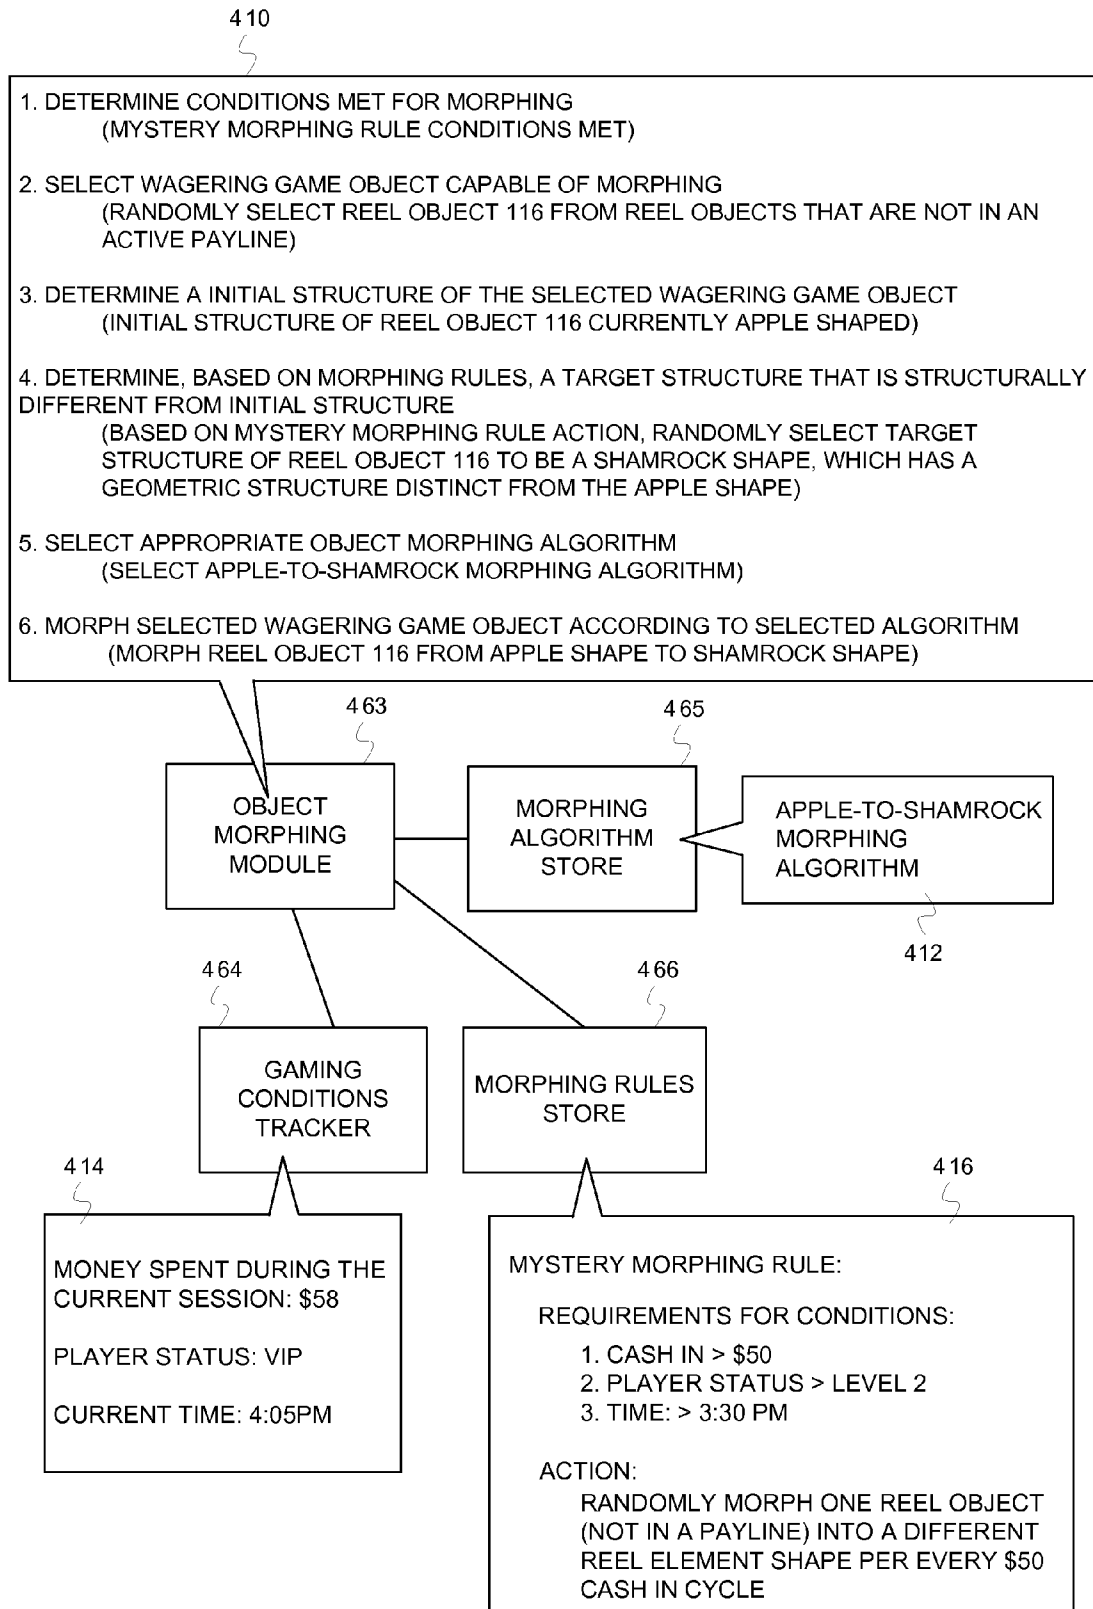 410
1. DETERMINE CONDITIONS MET FOR MORPHING
(MYSTERY MORPHING RULE CONDITIONS MET)
2. SELECT WAGERING GAME OBJECT CAPABLE OF MORPHING
(RANDOMLY SELECT REEL OBJECT 116 FROM REEL OBJECTS THAT ARE NOT IN AN
ACTIVE PAYLINE)
3. DETERMINE A INITIAL STRUCTURE OF THE SELECTED WAGERING GAME OBJECT
(INITIAL STRUCTURE OF REEL OBJECT 116 CURRENTLY APPLE SHAPED)
4. DETERMINE, BASED ON MORPHING RULES, A TARGET STRUCTURE THAT IS STRUCTURALLY
DIFFERENT FROM INITIAL STRUCTURE
(BASED ON MYSTERY MORPHING RULE ACTION, RANDOMLY SELECT TARGET
STRUCTURE OF REEL OBJECT 116 TO BE A SHAMROCK SHAPE, WHICH HAS A
GEOMETRIC STRUCTURE DISTINCT FROM THE APPLE SHAPE)
5. SELECT APPROPRIATE OBJECT MORPHING ALGORITHM
(SELECT APPLE-TO-SHAMROCK MORPHING ALGORITHM)
6. MORPH SELECTED WAGERING GAME OBJECT ACCORDING TO SELECTED ALGORITHM
(MORPH REEL OBJECT 116 FROM APPLE SHAPE TO SHAMROCK SHAPE)
463
465
OBJECT
MORPHING
MODULE
MORPHING
ALGORITHM
STORE
APPLE-TO-SHAMROCK
MORPHING
ALGORITHM
412
464
466
GAMING
CONDITIONS
TRACKER
MORPHING RULES
STORE
414
416
MONEY SPENT DURING THE
CURRENT SESSION: $58
PLAYER STATUS: VIP
CURRENT TIME: 4:05PM
MYSTERY MORPHING RULE:
REQUIREMENTS FOR CONDITIONS:
1. CASH IN > $50
2. PLAYER STATUS > LEVEL 2
3. TIME: > 3:30 PM
ACTION:
RANDOMLY MORPH ONE REEL OBJECT
(NOT IN A PAYLINE) INTO A DIFFERENT
REEL ELEMENT SHAPE PER EVERY $50
CASH IN CYCLE